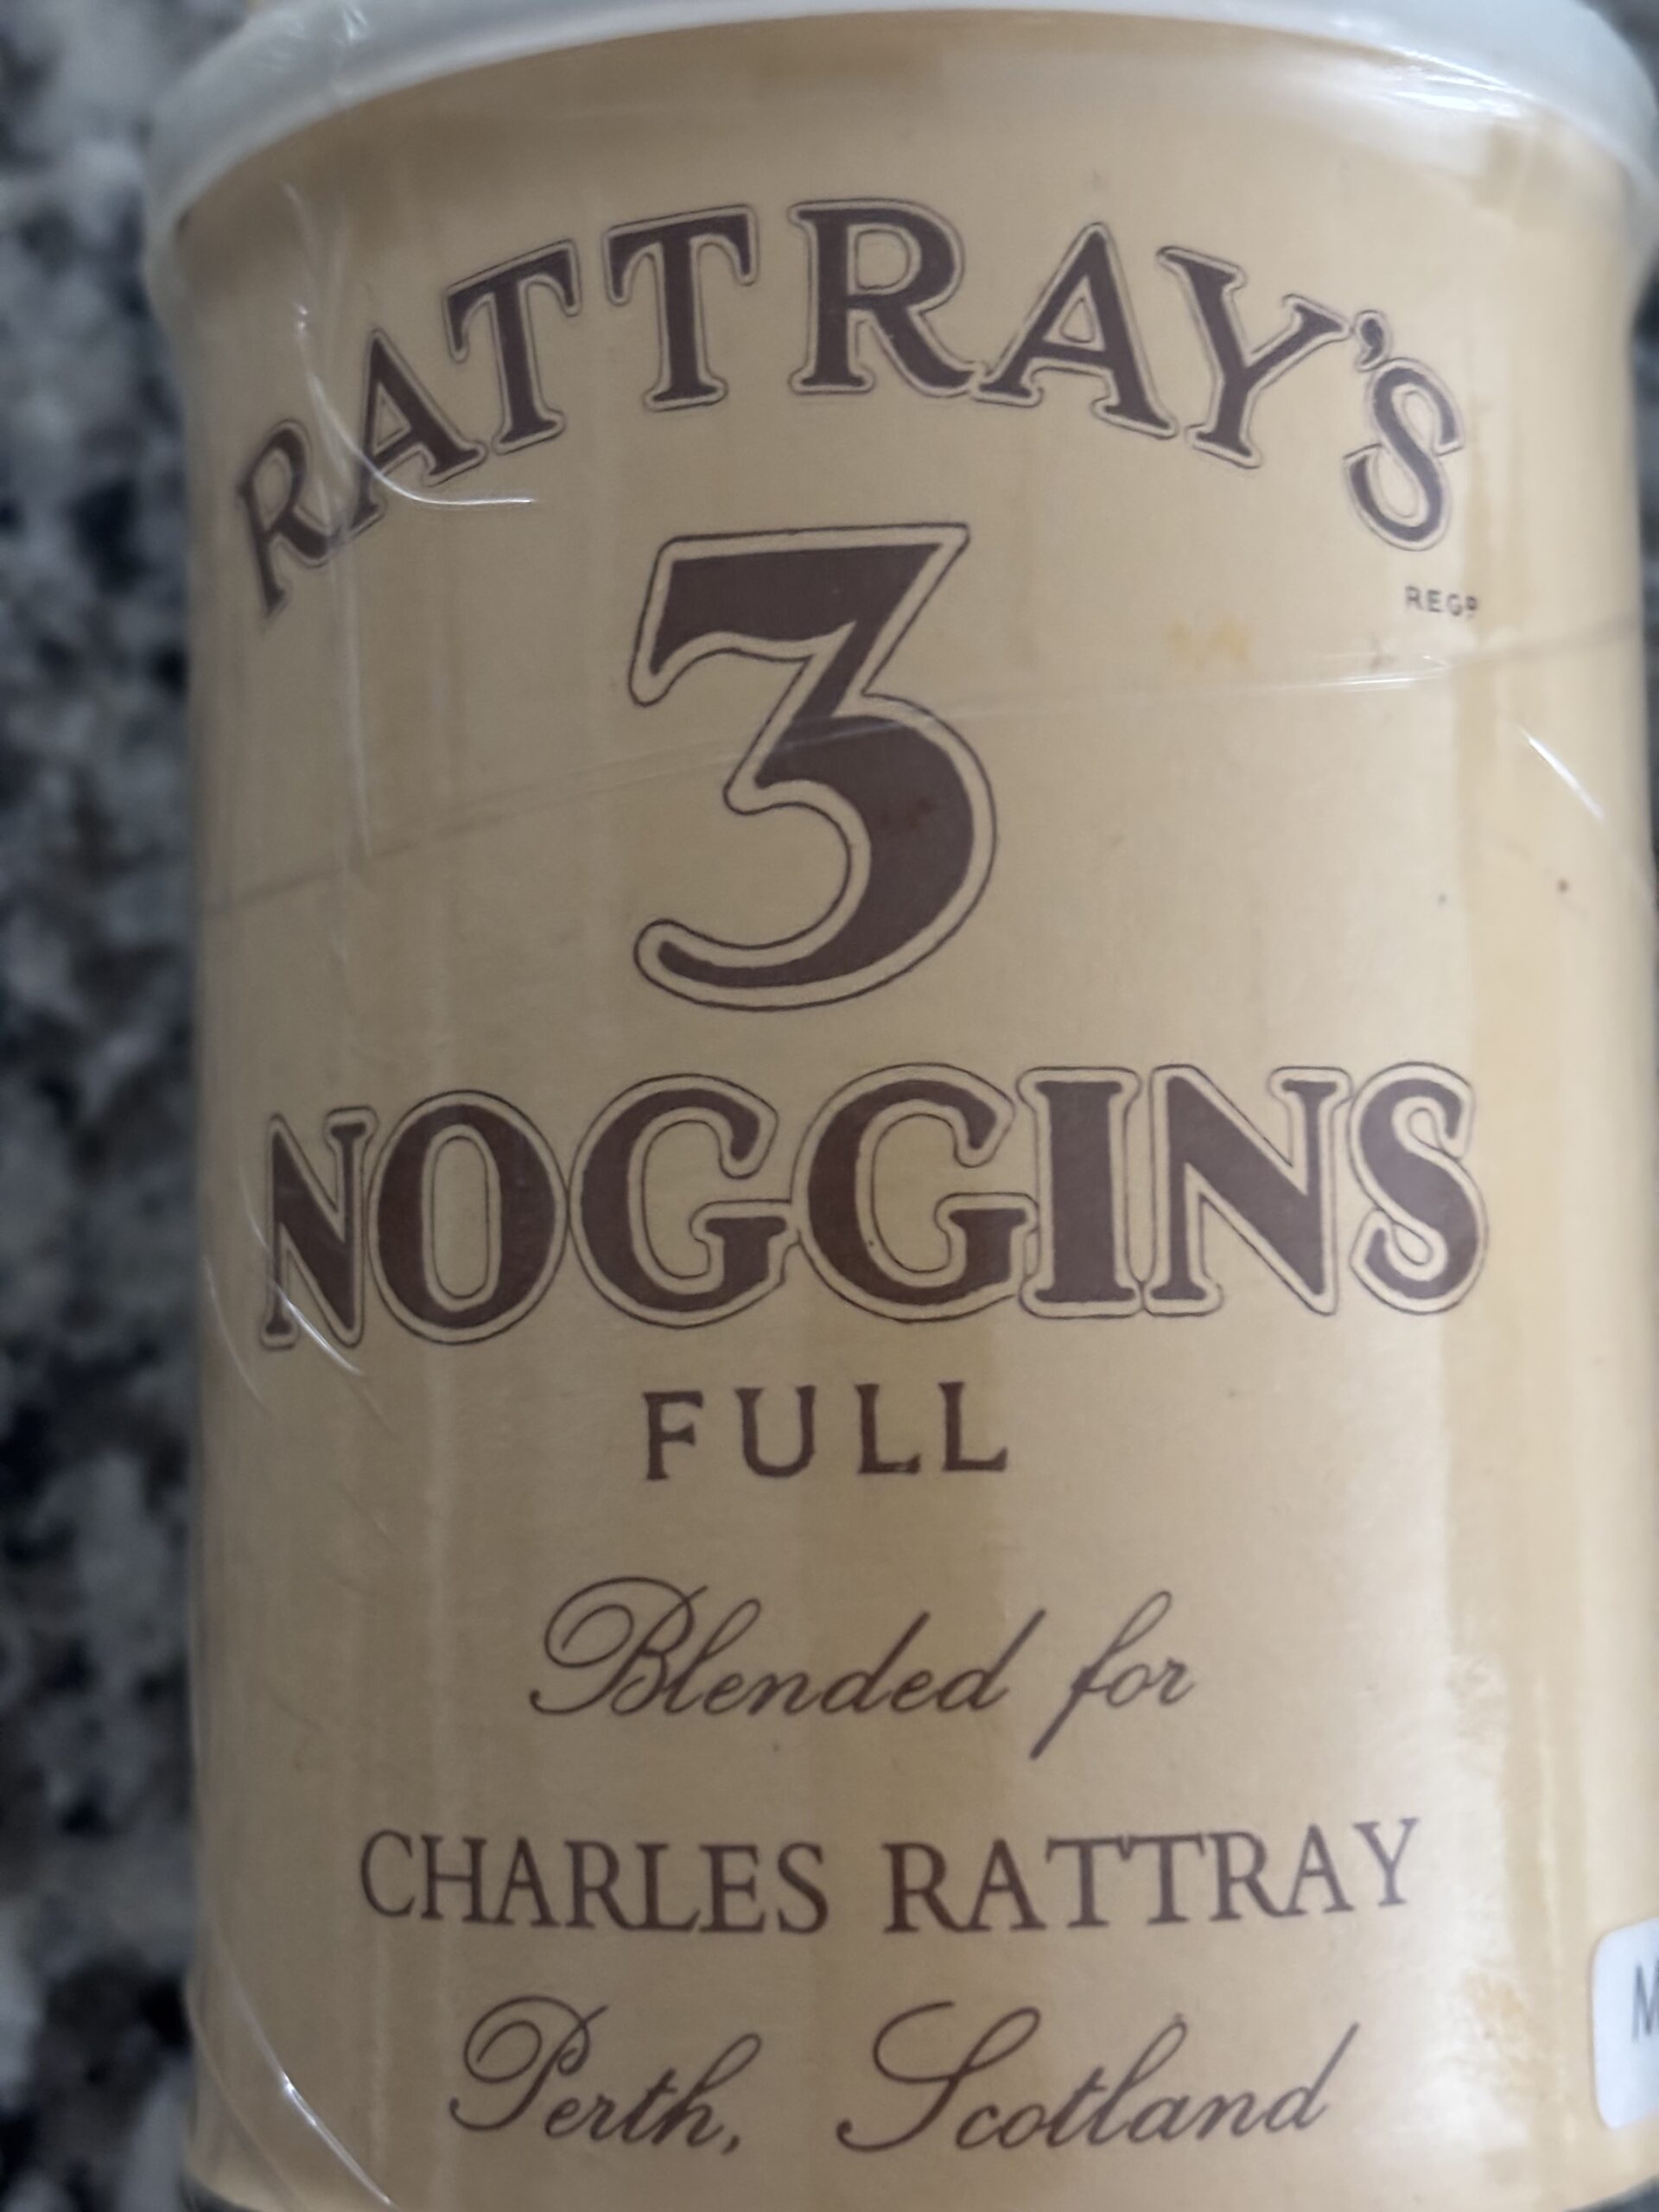 RATTRAY'S
REGD
3
NOGGINS
FULL
Blended for
CHARLES RATTRAY
Perth, Scotland
M